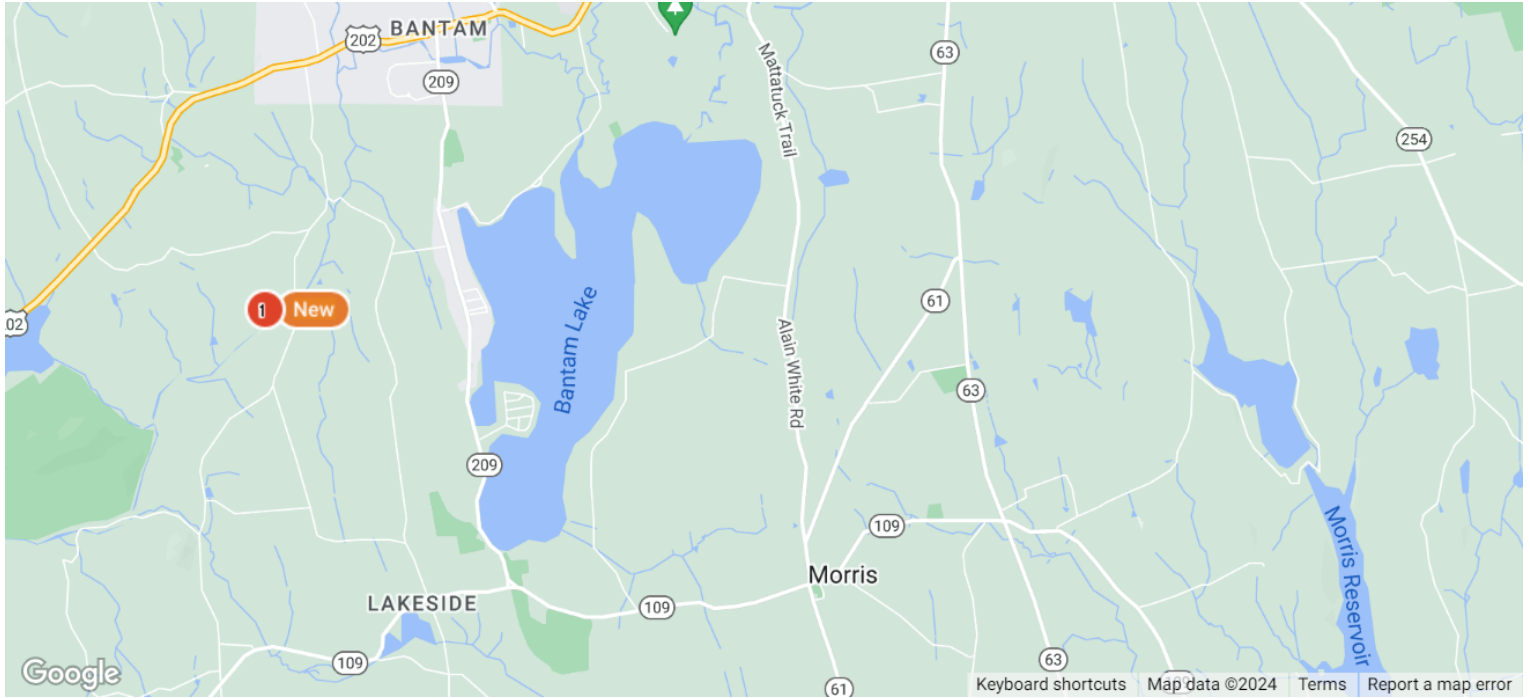 BANTAM
202
63
209
Mattatuck Trail
254
1 New
61
02
Bantam Lake
Alain White Rd
63
209
109
Morris Reservoir
Morris
LAKESIDE
109
109
63
61
109
Google
Keyboard shortcuts
Map data ©2024
Terms
Report a map error